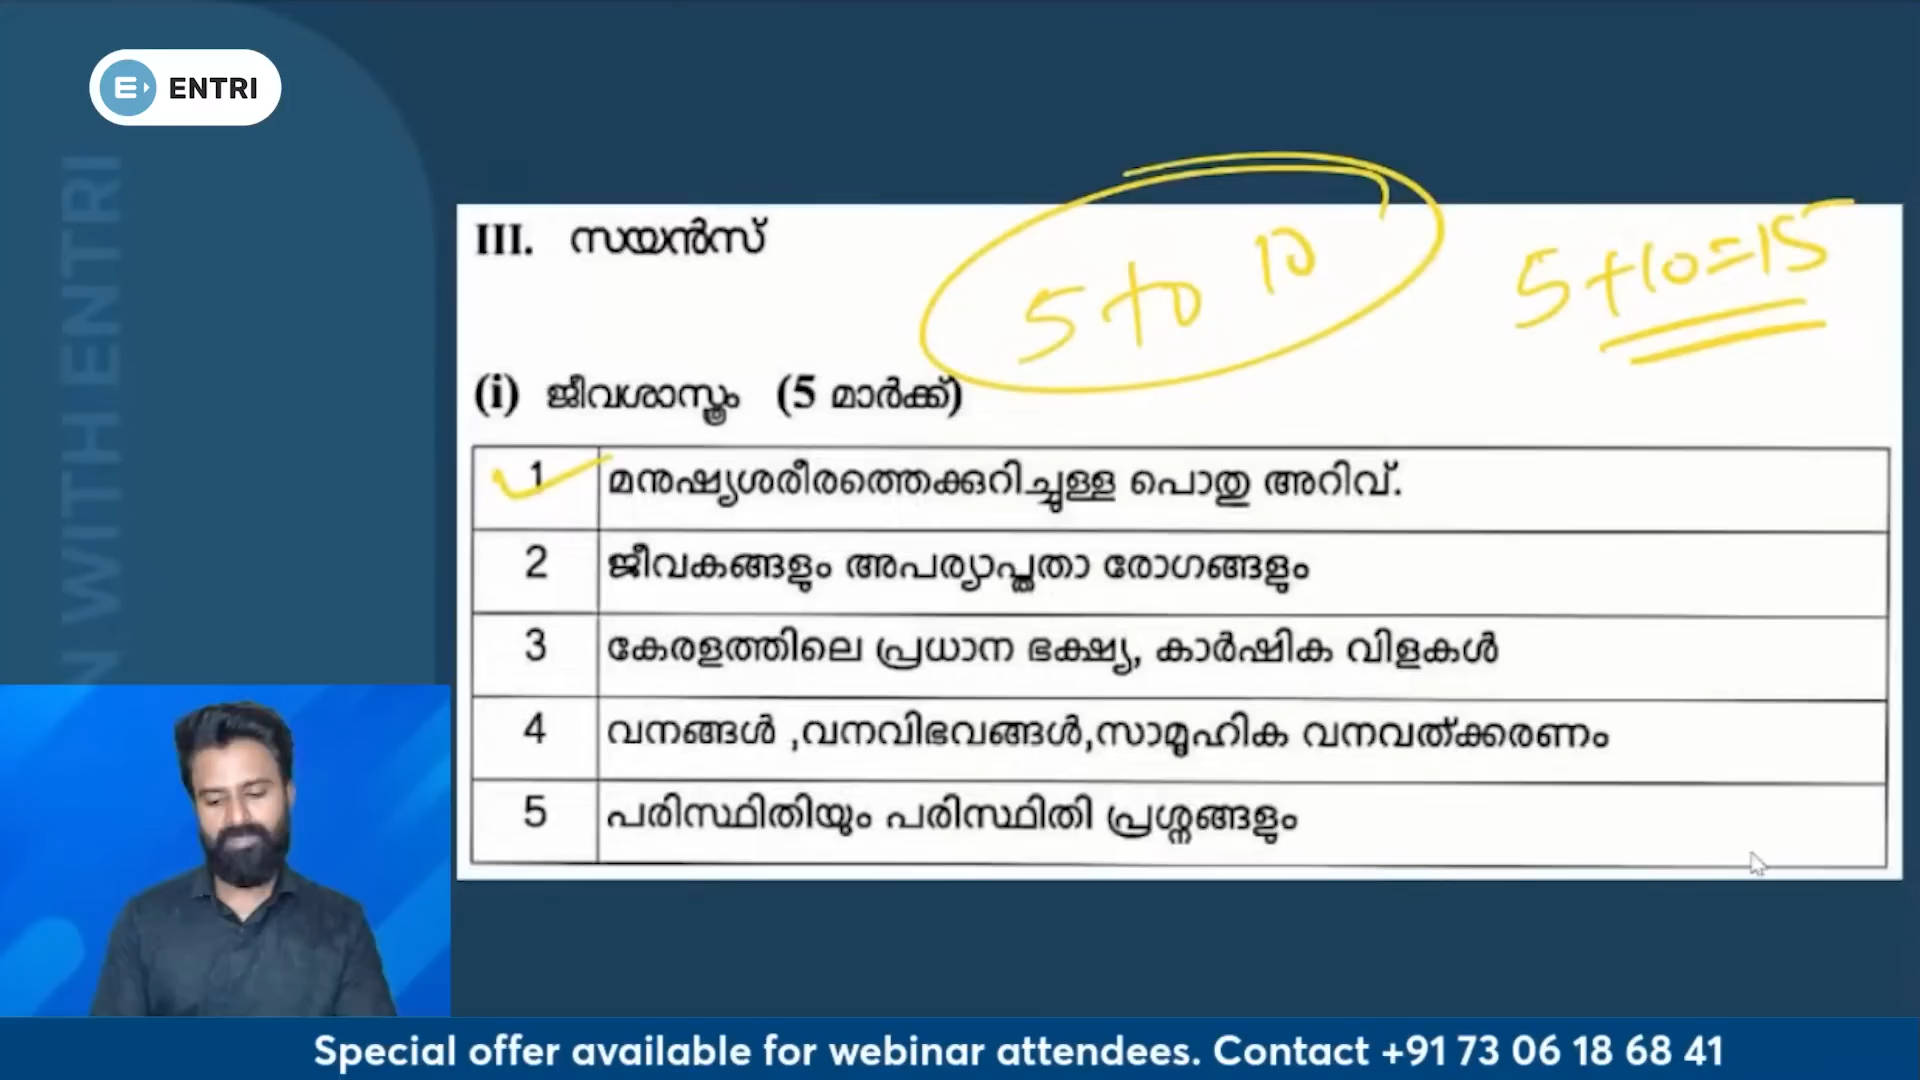 ENTRI
N WITH ENTRI
III. സയൻസ്
5 to 10
5+10=15
(i) ജീവശാസ്ത്രം (5 മാർക്ക്)
1 മനുഷ്യശരീരത്തെക്കുറിച്ചുള്ള പൊതു അറിവ്.
2 ജീവകങ്ങളും അപര്യാപ്തതാ രോഗങ്ങളും
3 കേരളത്തിലെ പ്രധാന ഭക്ഷ്യ, കാർഷിക വിളകൾ
4 വനങ്ങൾ ,വനവിഭവങ്ങൾ,സാമൂഹിക വനവത്ക്കരണം
5 പരിസ്ഥിതിയും പരിസ്ഥിതി പ്രശ്നങ്ങളും
Special offer available for webinar attendees. Contact +91 73 06 18 68 41